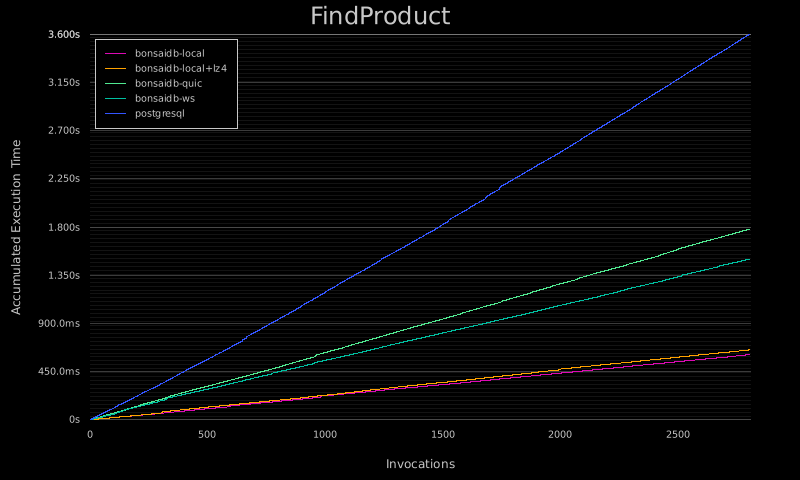 FindProduct
3.600s
3.150s
2.700s
2.250s
1.800s
1.350s
900.0ms
450.0ms
0s
Accumulated Execution Time
bonsaidb-local
bonsaidb-local+lz4
bonsaidb-quic
bonsaidb-ws
postgresql
0 500 1000 1500 2000 2500
Invocations